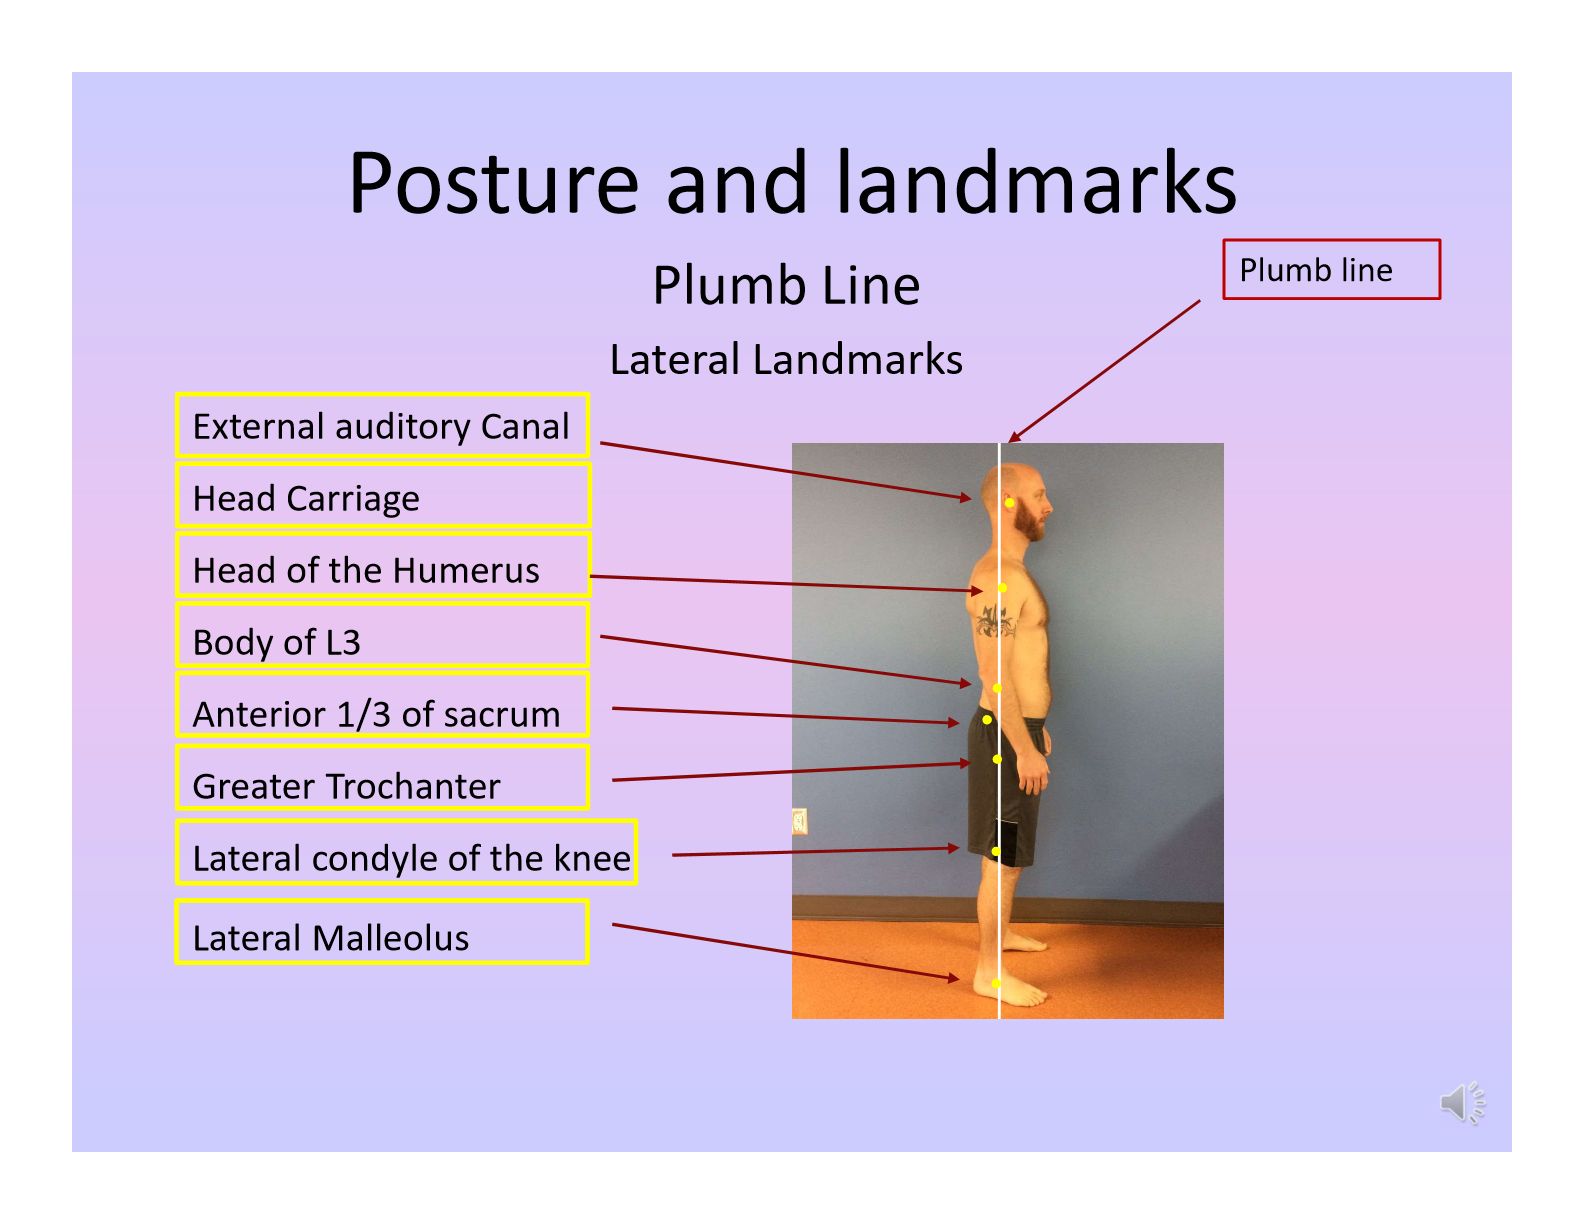 Posture and landmarks
Plumb Line
Plumb line
Lateral Landmarks
External auditory Canal
Head Carriage
Head of the Humerus
Body of L3
Anterior 1/3 of sacrum
Greater Trochanter
Lateral condyle of the knee
Lateral Malleolus